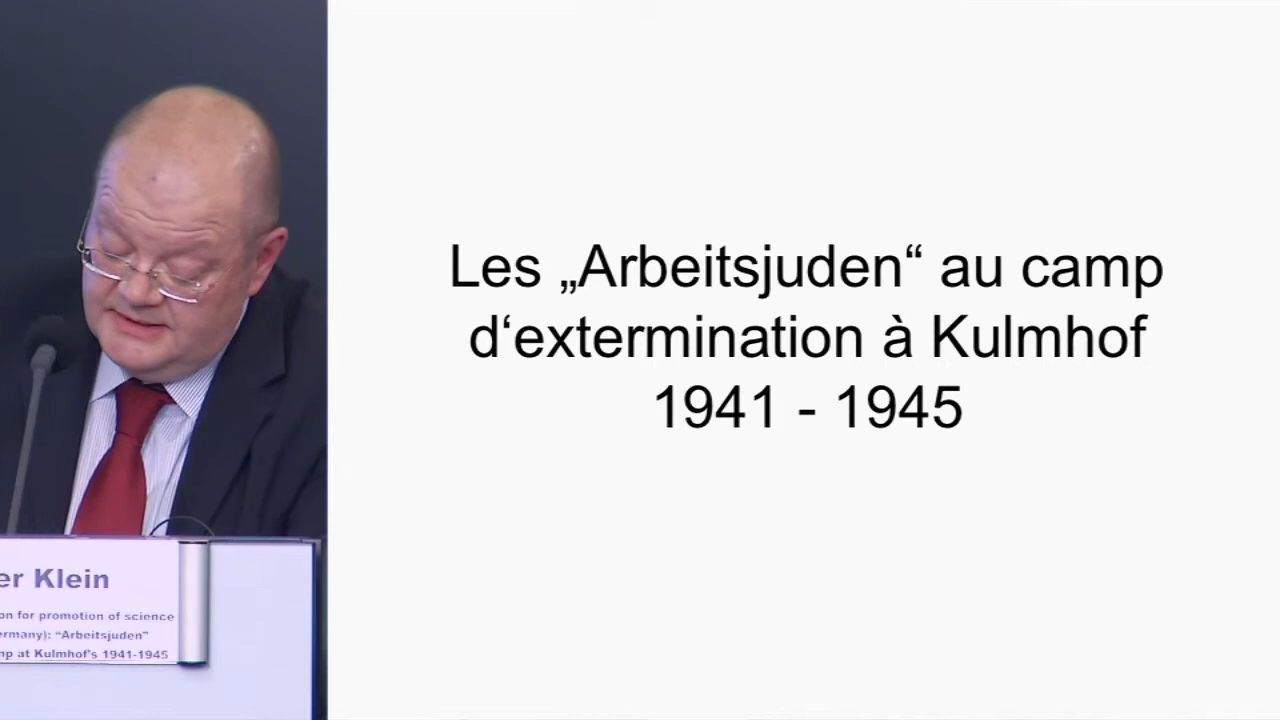 Les „Arbeitsjuden“ au camp
d‘extermination à Kulmhof
1941 - 1945
er Klein
on for promotion of science
ermany): “Arbeitsjuden”
mp at Kulmhof's 1941-1945